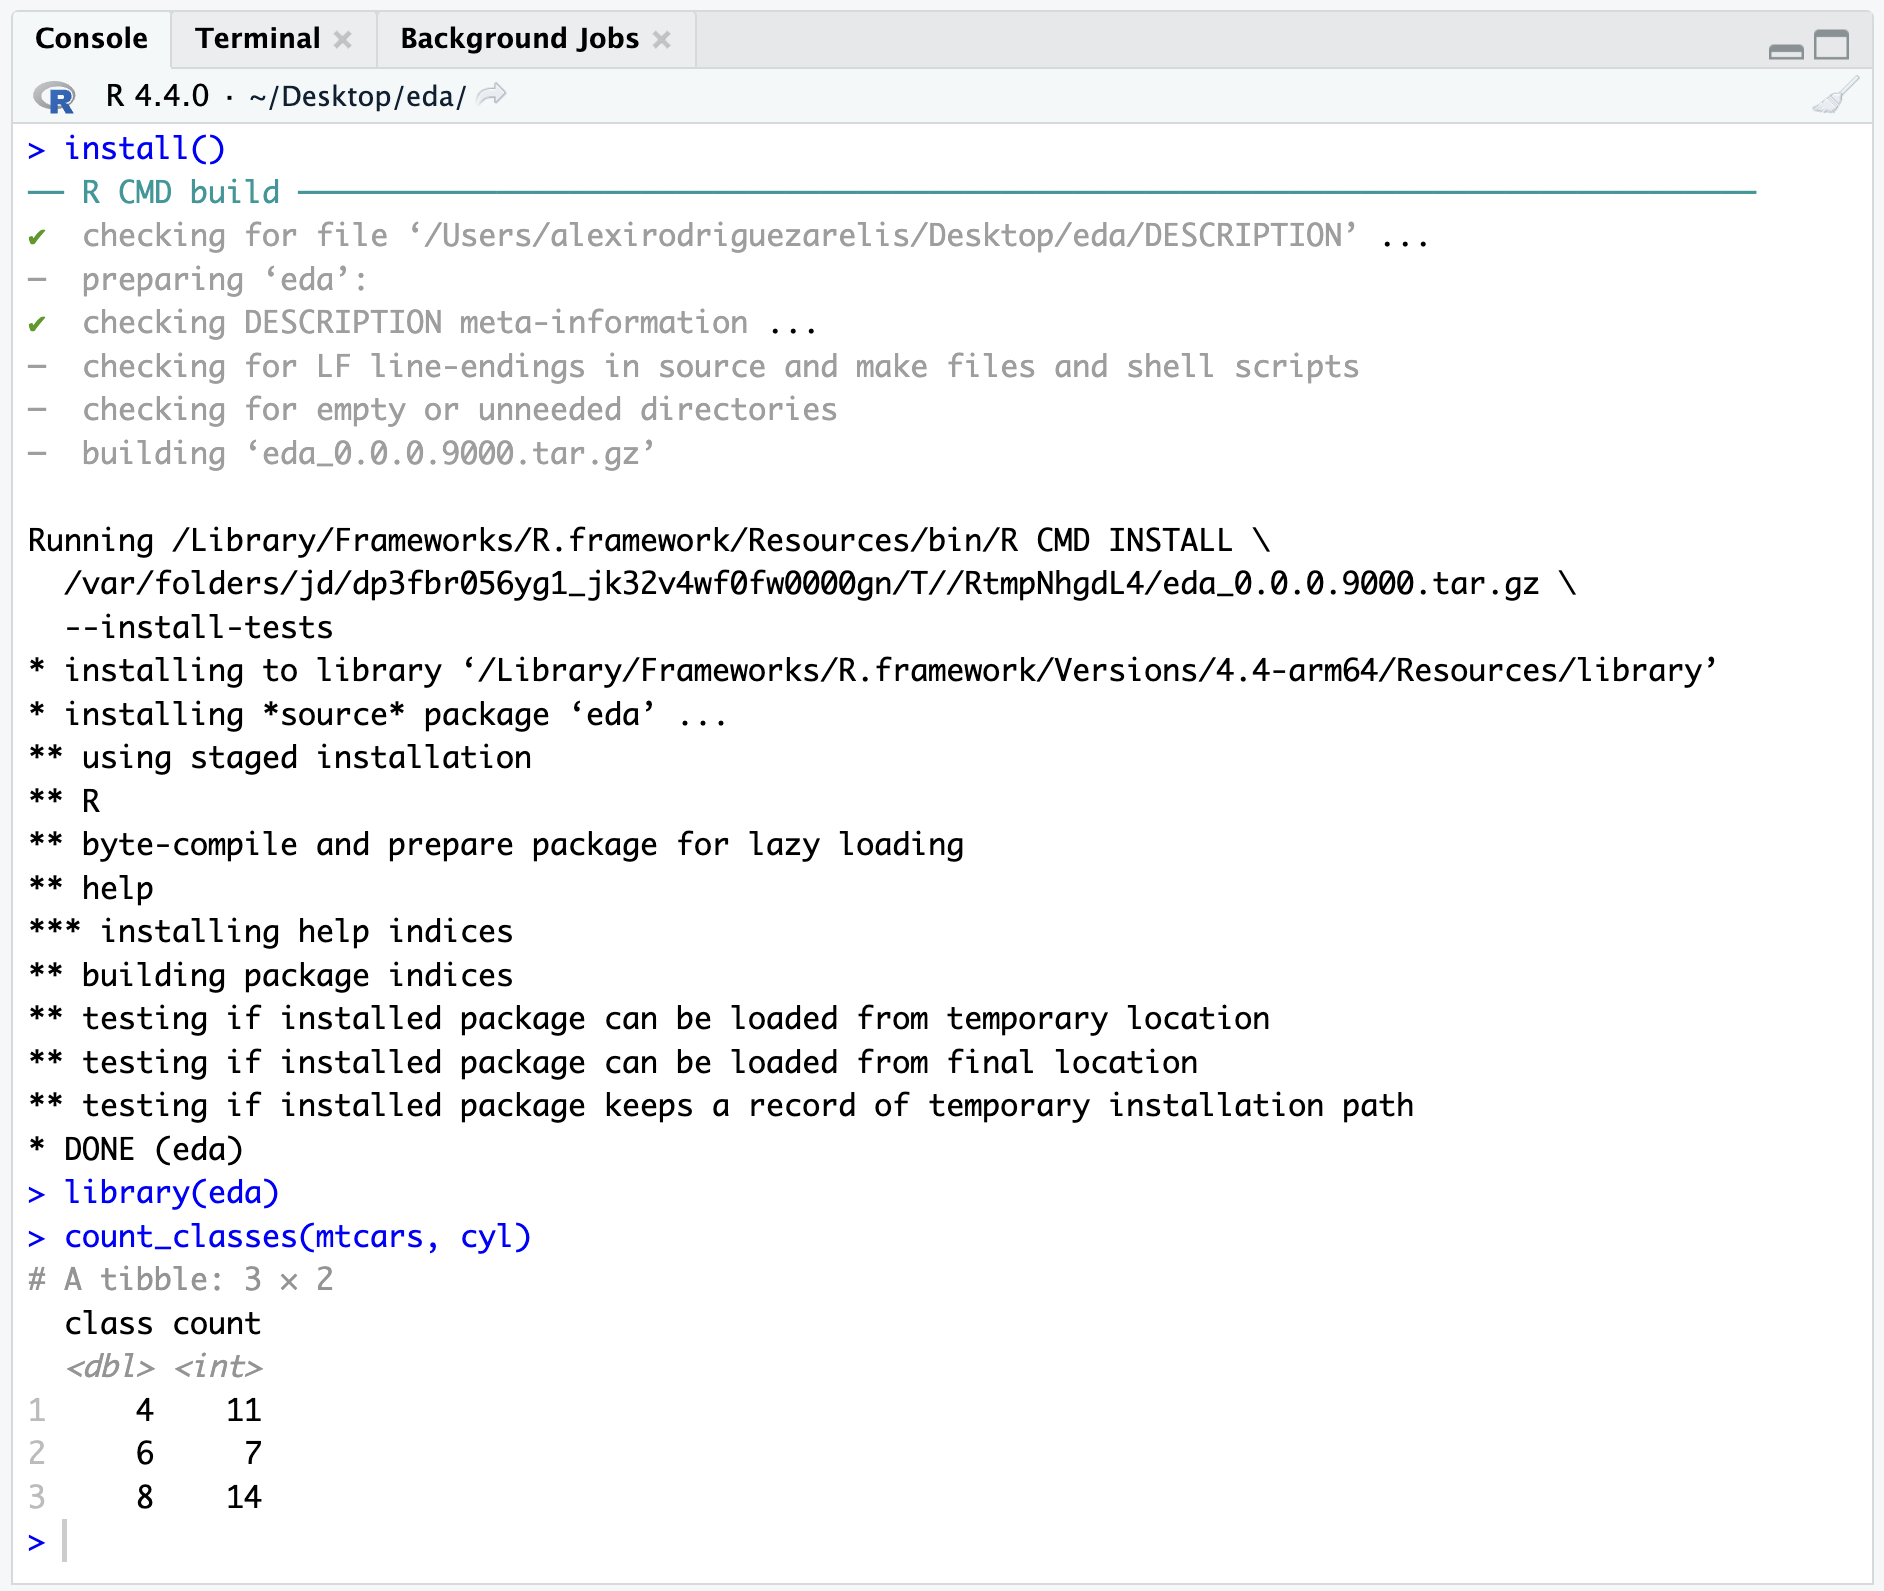 Console Terminal Background Jobs
R R 4.4.0 · ~/Desktop/eda/
> install()
── R CMD build ──────────────────────────────────────────
✔  checking for file ‘/Users/alexirodriguezarelis/Desktop/eda/DESCRIPTION’ ...
─  preparing ‘eda’:
✔  checking DESCRIPTION meta-information ...
─  checking for LF line-endings in source and make files and shell scripts
─  checking for empty or unneeded directories
─  building ‘eda_0.0.0.9000.tar.gz’
Running /Library/Frameworks/R.framework/Resources/bin/R CMD INSTALL \
  /var/folders/jd/dp3fbr056yg1_jk32v4wf0fw0000gn/T//RtmpNhgdL4/eda_0.0.0.9000.tar.gz \
  --install-tests
* installing to library ‘/Library/Frameworks/R.framework/Versions/4.4-arm64/Resources/library’
* installing *source* package ‘eda’ ...
** using staged installation
** R
** byte-compile and prepare package for lazy loading
** help
*** installing help indices
** building package indices
** testing if installed package can be loaded from temporary location
** testing if installed package can be loaded from final location
** testing if installed package keeps a record of temporary installation path
* DONE (eda)
> library(eda)
> count_classes(mtcars, cyl)
# A tibble: 3 × 2
  class count
  <dbl> <int>
1     4    11
2     6     7
3     8    14
>